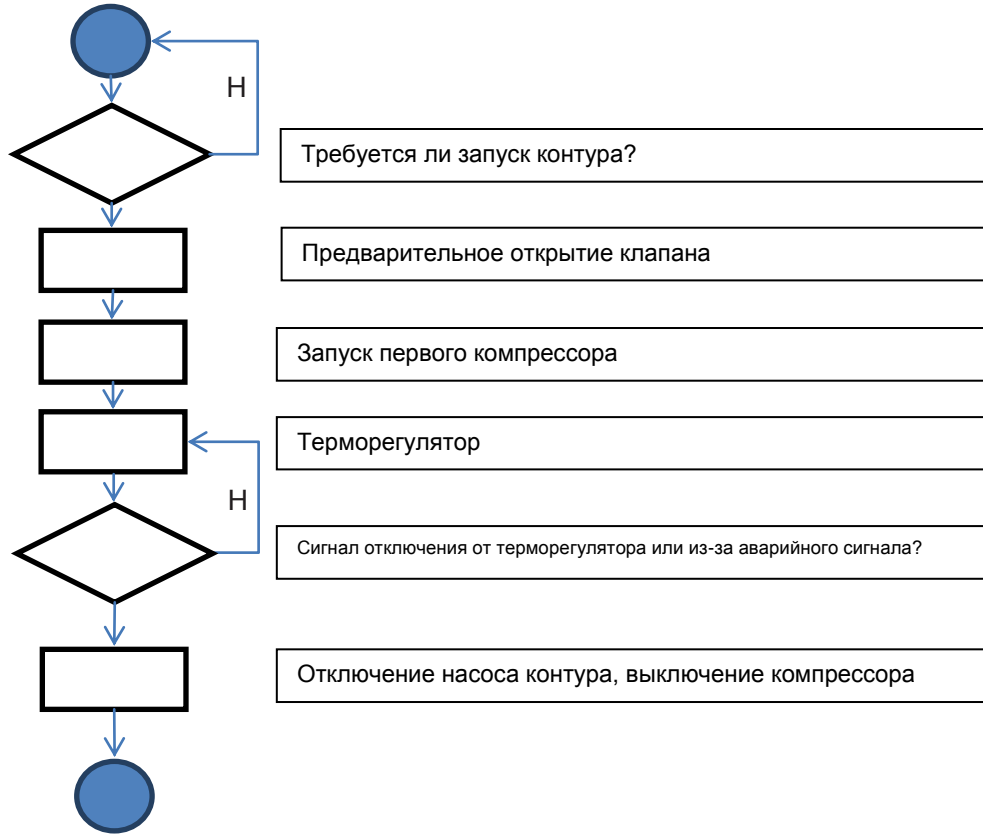 Н
Требуется ли запуск контура?
Предварительное открытие клапана
Запуск первого компрессора
Терморегулятор
Н
Сигнал отключения от терморегулятора или из-за аварийного сигнала?
Отключение насоса контура, выключение компрессора